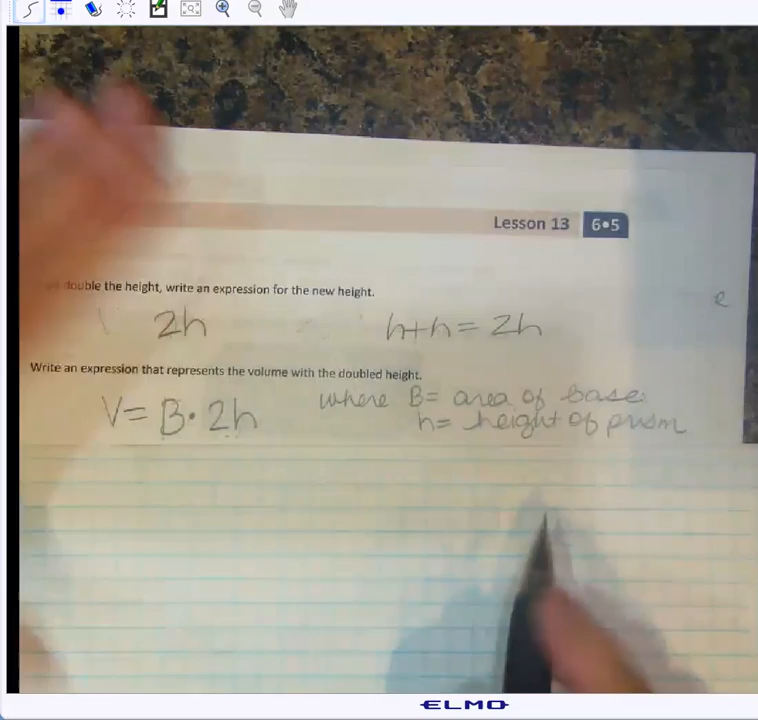 Lesson 13 6•5
double the height, write an expression for the new height.
2h h+h = 2h
Write an expression that represents the volume with the doubled height.
V = B • 2h where B = area of base
h = height of prism
ELMO